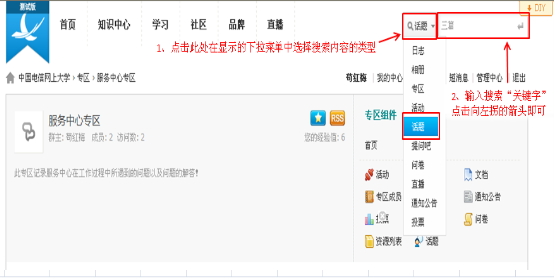 测试版
DIY
首页 知识中心 学习 社区 品牌 直播
话题 三基
1、点击此处在显示的下拉菜单中选择搜索内容的类型
日志
相册
专区
活动
话题
提问吧
问卷
直播
通知公告
投票
中国电信网上大学 > 专区 > 服务中心专区
苟红梅 我的中心 短消息 管理中心 退出
2、输入搜索“关键字”
点击向左拐的箭头即可
服务中心专区
RSS
群主: 苟红梅 成员: 2 访问数: 2
您的经验值: 6
此专区记录服务中心在工作过程中所遇到的问题以及问题的解答!
专区组件
首页
活动 文档
专区成员 通知公告
投票 问卷
资源列表 话题